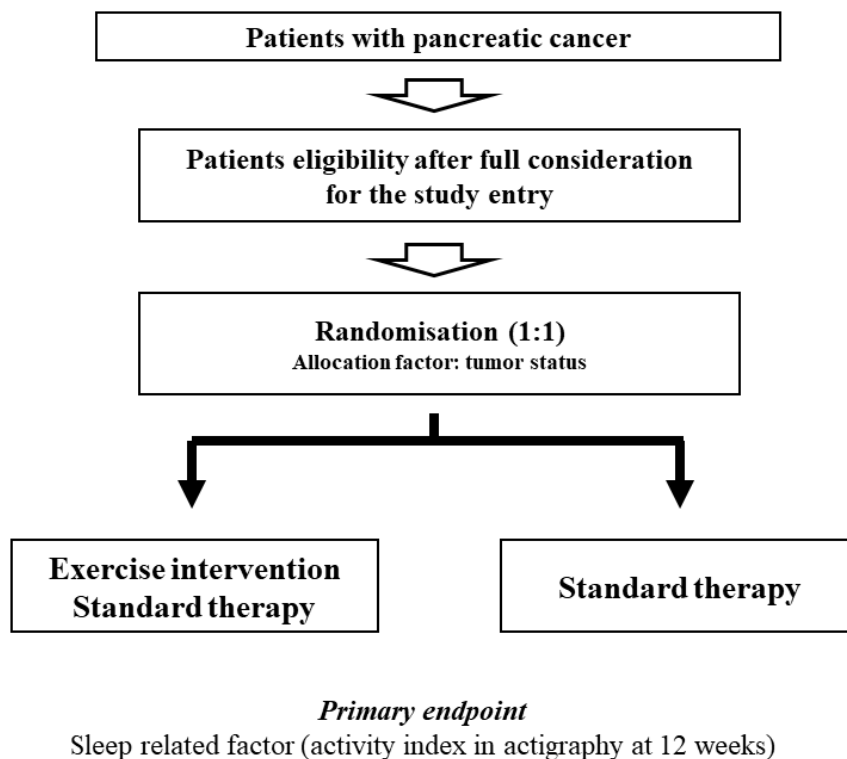 Patients with pancreatic cancer
Patients eligibility after full consideration
for the study entry
Randomisation (1:1)
Allocation factor: tumor status
Exercise intervention
Standard therapy
Standard therapy
Primary endpoint
Sleep related factor (activity index in actigraphy at 12 weeks)